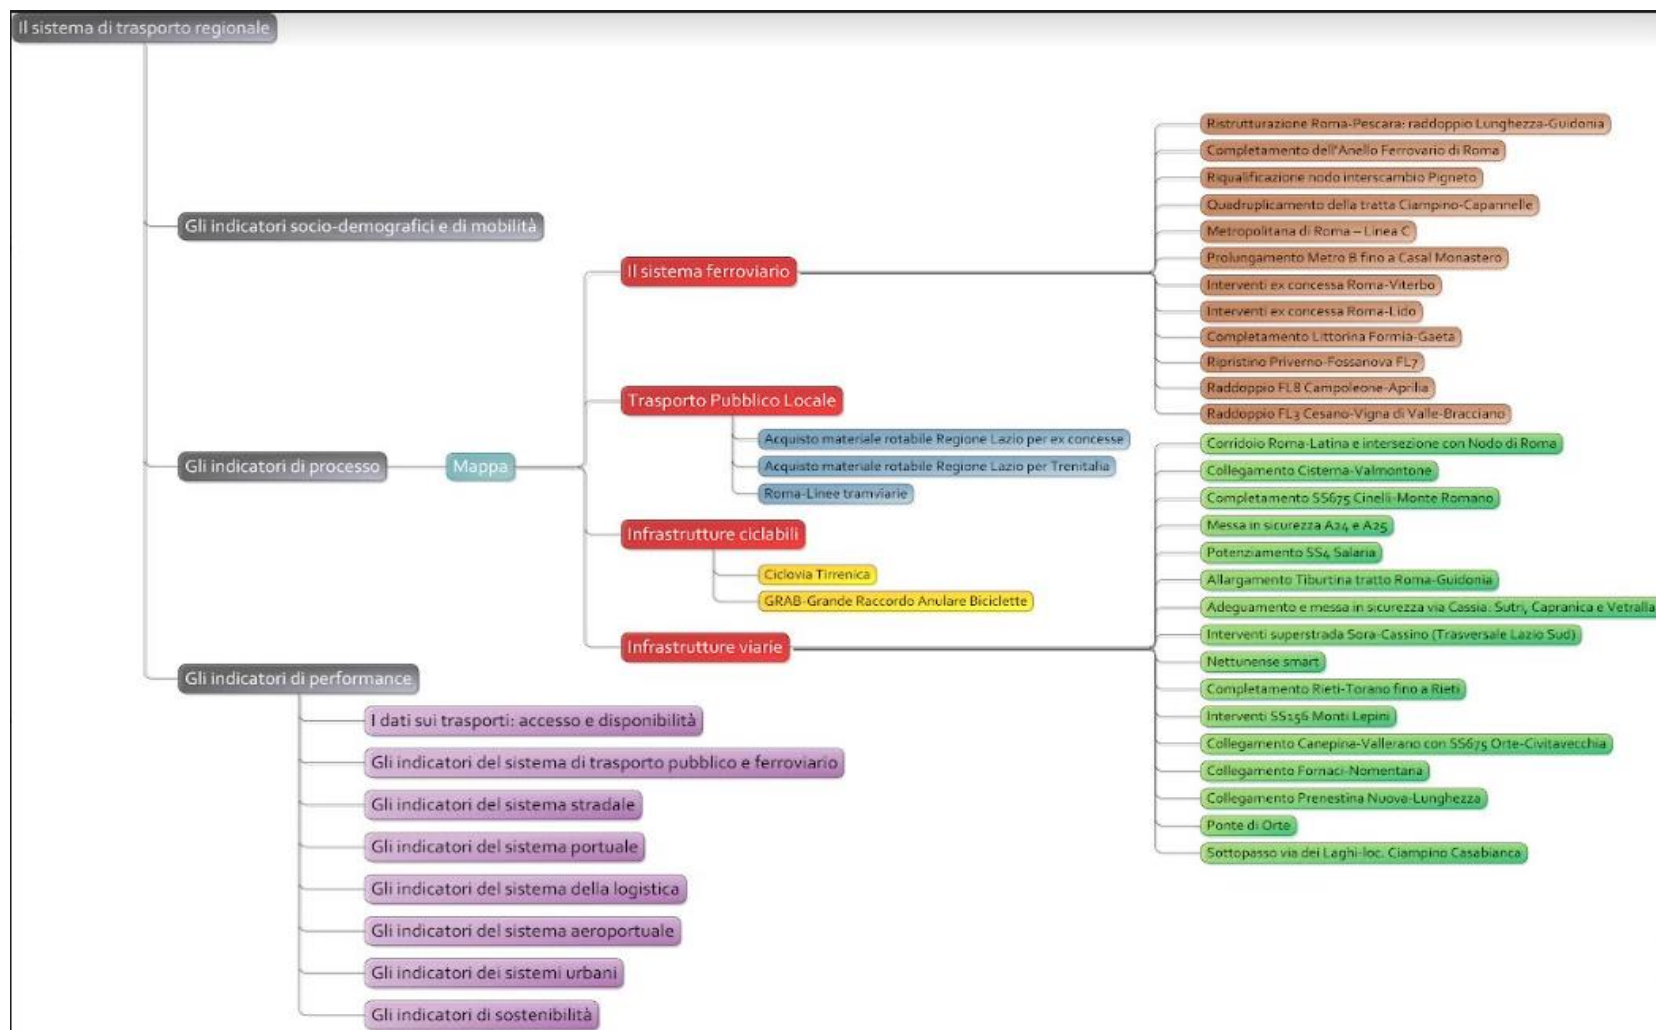 Il sistema di trasporto regionale
Gli indicatori socio-demografici e di mobilità
Gli indicatori di processo
Mappa
Il sistema ferroviario
Ristrutturazione Roma-Pescara: raddoppio Lunghezza-Guidonia
Completamento dell'Anello Ferrovario di Roma
Riqualificazione nodo interscambio Pigneto
Quadruplicamento della tratta Ciampino-Capannelle
Metropolitana di Roma – Linea C
Prolungamento Metro B fino a Casal Monastero
Interventi ex concessa Roma-Viterbo
Interventi ex concessa Roma-Lido
Completamento Littorina Formia-Gaeta
Ripristino Priverno-Fossanova FL7
Raddoppio FL8 Campoleone-Aprilia
Raddoppio FL3 Cesano-Vigna di Valle-Bracciano
Trasporto Pubblico Locale
Acquisto materiale rotabile Regione Lazio per ex concesse
Acquisto materiale rotabile Regione Lazio per Trenitalia
Roma-Linee tramviarie
Infrastrutture ciclabili
Ciclovia Tirrenica
GRAB-Grande Raccordo Anulare Biciclette
Infrastrutture viarie
Corridoio Roma-Latina e intersezione con Nodo di Roma
Collegamento Cisterna-Valmontone
Completamento SS675 Cinelli-Monte Romano
Messa in sicurezza A24 e A25
Potenziamento SS4 Salaria
Allargamento Tiburtina tratto Roma-Guidonia
Adeguamento e messa in sicurezza via Cassia: Sutri, Capranica e Vetralla
Interventi superstrada Sora-Cassino (Trasversale Lazio Sud)
Nettunense smart
Completamento Rieti-Torano fino a Rieti
Interventi SS156 Monti Lepini
Collegamento Canepina-Vallerano con SS675 Orte-Civitavecchia
Collegamento Fornaci-Nomentana
Collegamento Prenestina Nuova-Lunghezza
Ponte di Orte
Sottopasso via dei Laghi-loc. Ciampino Casabianca
Gli indicatori di performance
I dati sui trasporti: accesso e disponibilità
Gli indicatori del sistema di trasporto pubblico e ferroviario
Gli indicatori del sistema stradale
Gli indicatori del sistema portuale
Gli indicatori del sistema della logistica
Gli indicatori del sistema aeroportuale
Gli indicatori dei sistemi urbani
Gli indicatori di sostenibilità